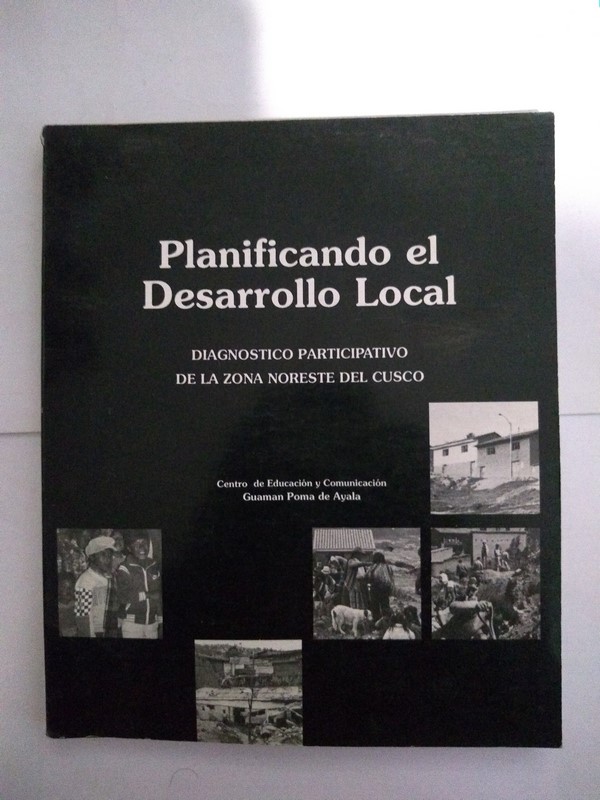 Planificando el
Desarrollo Local
DIAGNOSTICO PARTICIPATIVO
DE LA ZONA NORESTE DEL CUSCO
Centro de Educación y Comunicación
Guaman Poma de Ayala